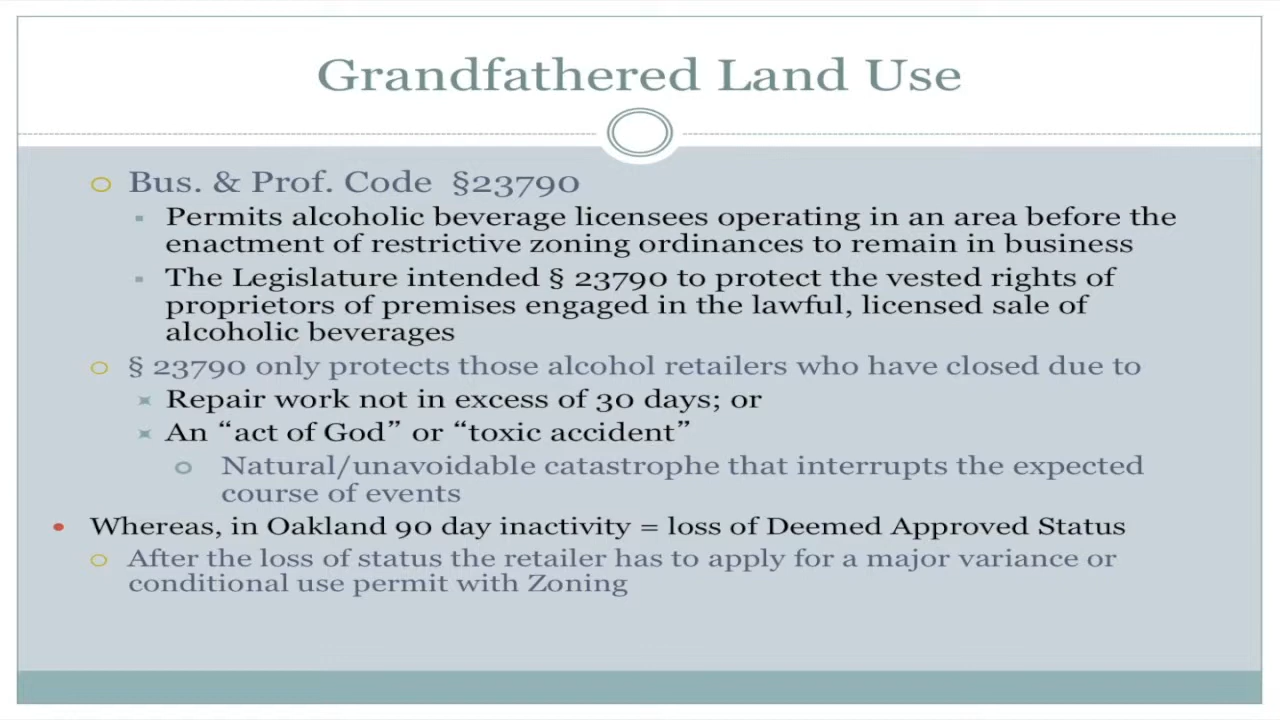 Grandfathered Land Use
Bus. & Prof. Code §23790
Permits alcoholic beverage licensees operating in an area before the
enactment of restrictive zoning ordinances to remain in business
The Legislature intended § 23790 to protect the vested rights of
proprietors of premises engaged in the lawful, licensed sale of
alcoholic beverages
§ 23790 only protects those alcohol retailers who have closed due to
Repair work not in excess of 30 days; or
An “act of God” or “toxic accident”
Natural/unavoidable catastrophe that interrupts the expected
course of events
Whereas, in Oakland 90 day inactivity = loss of Deemed Approved Status
After the loss of status the retailer has to apply for a major variance or
conditional use permit with Zoning